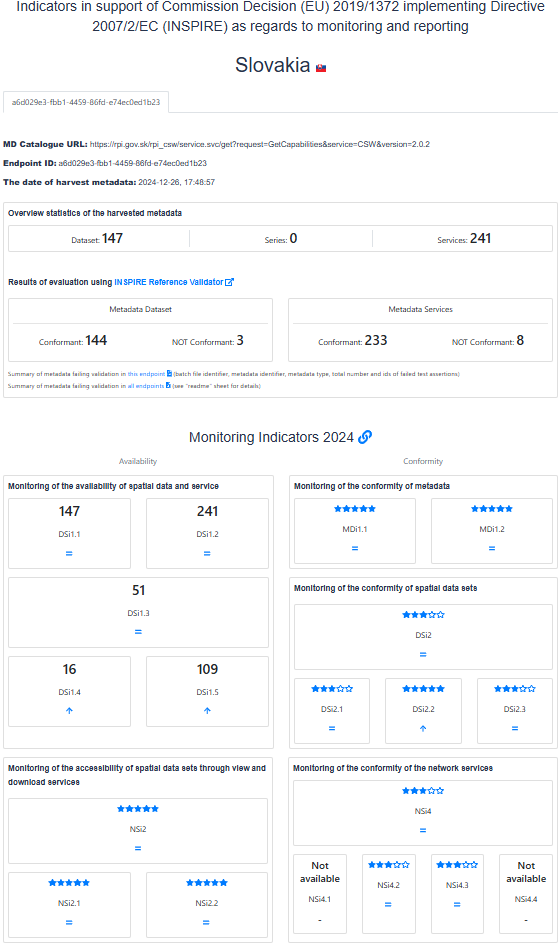 Indicators in support of Commission Decision (EU) 2019/1372 implementing Directive
2007/2/EC (INSPIRE) as regards to monitoring and reporting
Slovakia
a6d029e3-fbb1-4459-86fd-e74ec0ed1b23
MD Catalogue URL: https://rpi.gov.sk/rpi_csw/service.svc/get?request=GetCapabilities&service=CSW&version=2.0.2
Endpoint ID: a6d029e3-fbb1-4459-86fd-e74ec0ed1b23
The date of harvest metadata: 2024-12-26, 17:48:57
Overview statistics of the harvested metadata
Dataset: 147 Series: 0 Services: 241
Results of evaluation using INSPIRE Reference Validator
Metadata Dataset
Conformant: 144 NOT Conformant: 3
Metadata Services
Conformant: 233 NOT Conformant: 8
Summary of metadata failing validation in this endpoint (batch file identifier, metadata identifier, metadata type, total number and ids of failed test assertions)
Summary of metadata failing validation in all endpoints (see "readme" sheet for details)
Monitoring Indicators 2024
Availability
Monitoring of the availability of spatial data and service
147 241
DSi1.1 DSi1.2
= =
51
DSi1.3
=
16 109
DSi1.4 DSi1.5
↑ ↑
Monitoring of the accessibility of spatial data sets through view and
download services
★★★★★
NSi2
=
★★★★★ ★★★★★
NSi2.1 NSi2.2
= =
Conformity
Monitoring of the conformity of metadata
★★★★★ ★★★★★
MDi1.1 MDi1.2
= =
Monitoring of the conformity of spatial data sets
★★★☆☆
DSi2
=
★★★☆☆ ★★★★★ ★★★☆☆
DSi2.1 DSi2.2 DSi2.3
= ↑ =
Monitoring of the conformity of the network services
★★★☆☆
NSi4
=
Not
available
NSi4.1
-
★★★☆☆ ★★★☆☆
NSi4.2 NSi4.3
= =
Not
available
NSi4.4
-